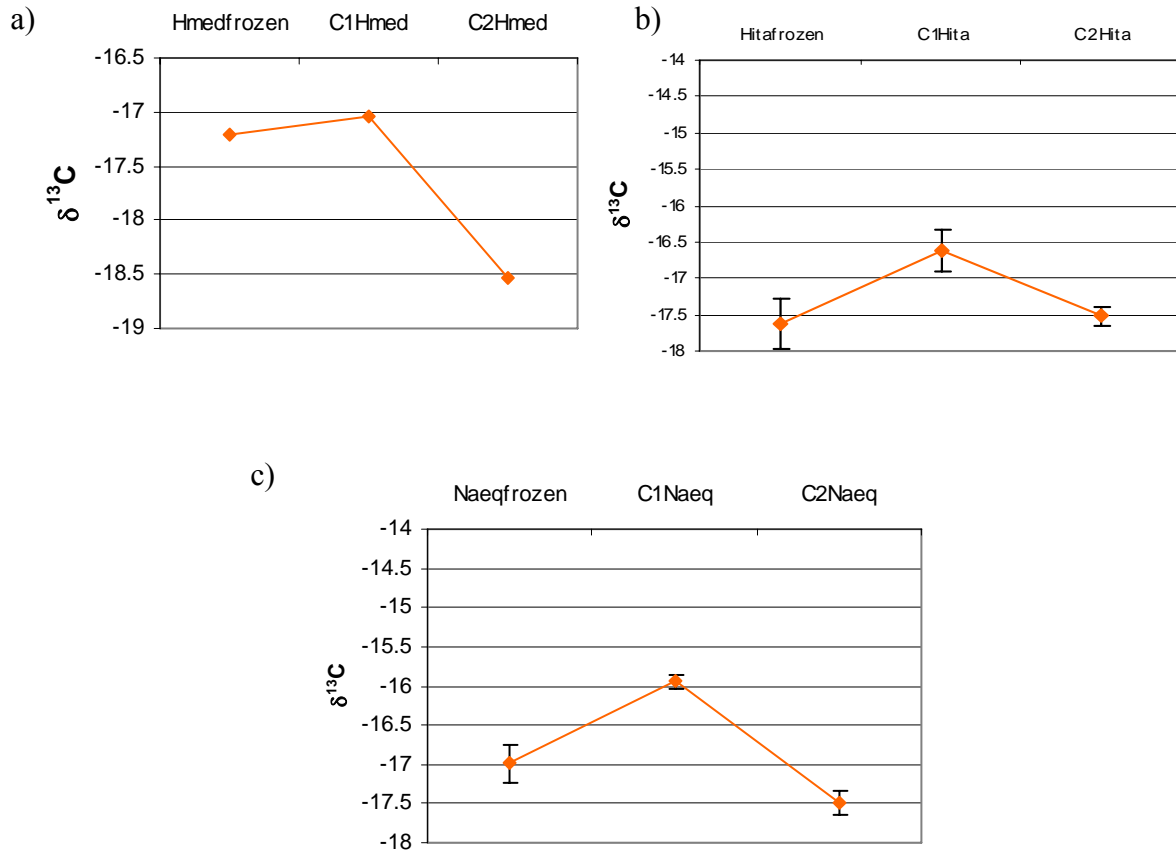 a)
Hmedfrozen C1Hmed C2Hmed
-16.5
-17
-17.5
-18
-18.5
-19
δ¹³C
b)
Hitafrozen C1Hita C2Hita
-14
-14.5
-15
-15.5
-16
-16.5
-17
-17.5
-18
δ¹³C
c)
Naeqfrozen C1Naeq C2Naeq
-14
-14.5
-15
-15.5
-16
-16.5
-17
-17.5
-18
δ¹³C